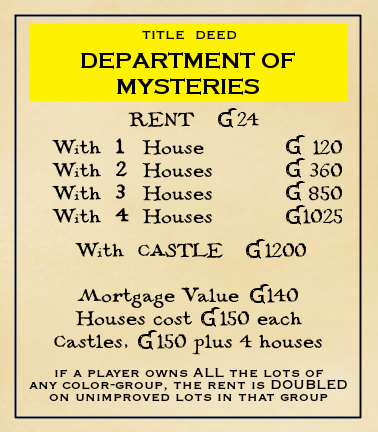 TITLE DEED
DEPARTMENT OF
MYSTERIES
RENT G24
With 1 House G 120
With 2 Houses G 360
With 3 Houses G 850
With 4 Houses G1025
With CASTLE G1200
Mortgage Value G140
Houses cost G150 each
Castles, G150 plus 4 houses
IF A PLAYER OWNS ALL THE LOTS OF
ANY COLOR-GROUP, THE RENT IS DOUBLED
ON UNIMPROVED LOTS IN THAT GROUP